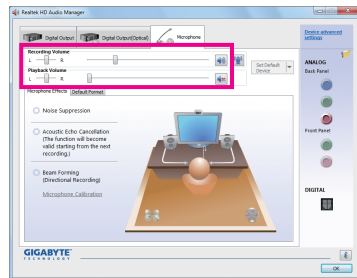 Realtek HD Audio Manager
Digital Output
Digital Output(Optical)
Microphone
Device advanced
settings
Recording Volume
L
R
Set Default
Device
Playback Volume
L
R
ANALOG
Back Panel
Microphone Effects
Default Format
Noise Suppression
Acoustic Echo Cancellation
(The function will become
valid starting from the next
recording.)
Front Panel
Beam Forming
(Directional Recording)
Microphone Calibration
DIGITAL
GIGABYTE
TECHNOLOGY
OK